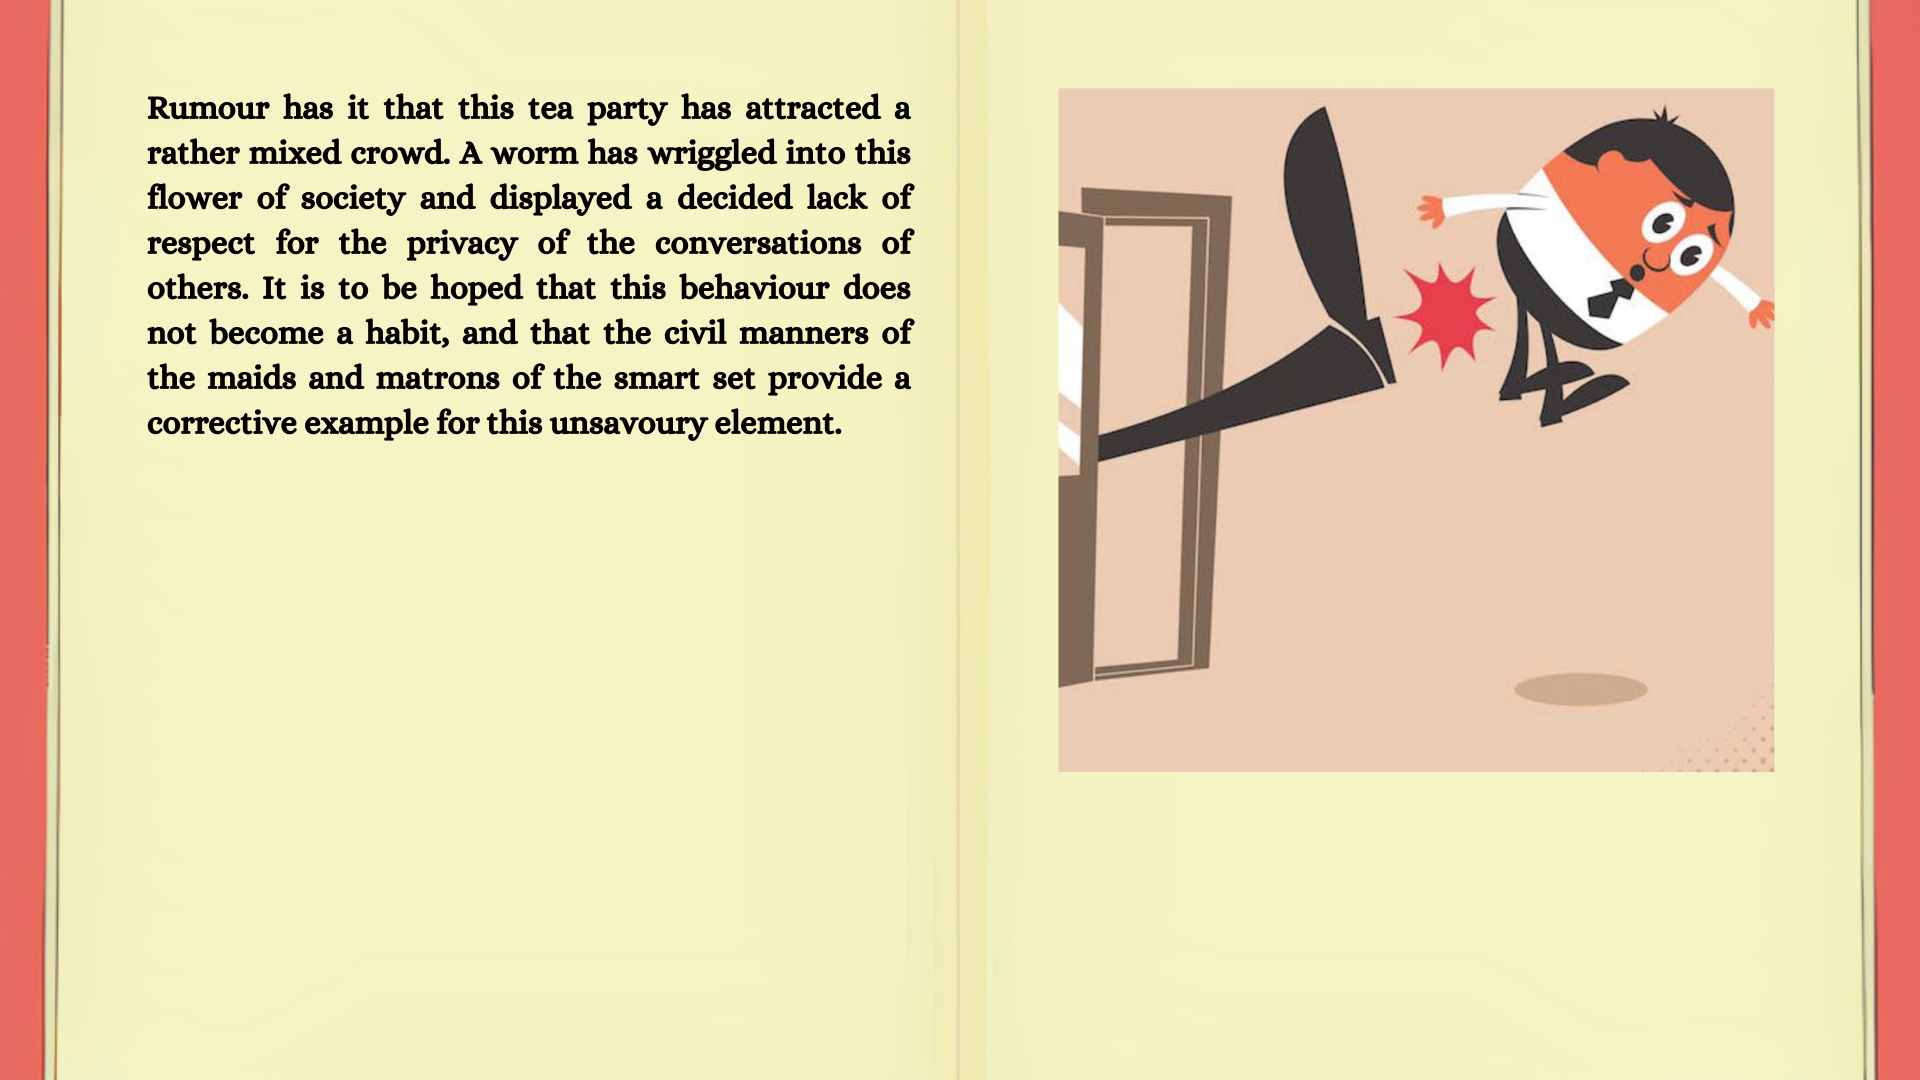 Rumour has it that this tea party has attracted a
rather mixed crowd. A worm has wriggled into this
flower of society and displayed a decided lack of
respect for the privacy of the conversations of
others. It is to be hoped that this behaviour does
not become a habit, and that the civil manners of
the maids and matrons of the smart set provide a
corrective example for this unsavoury element.